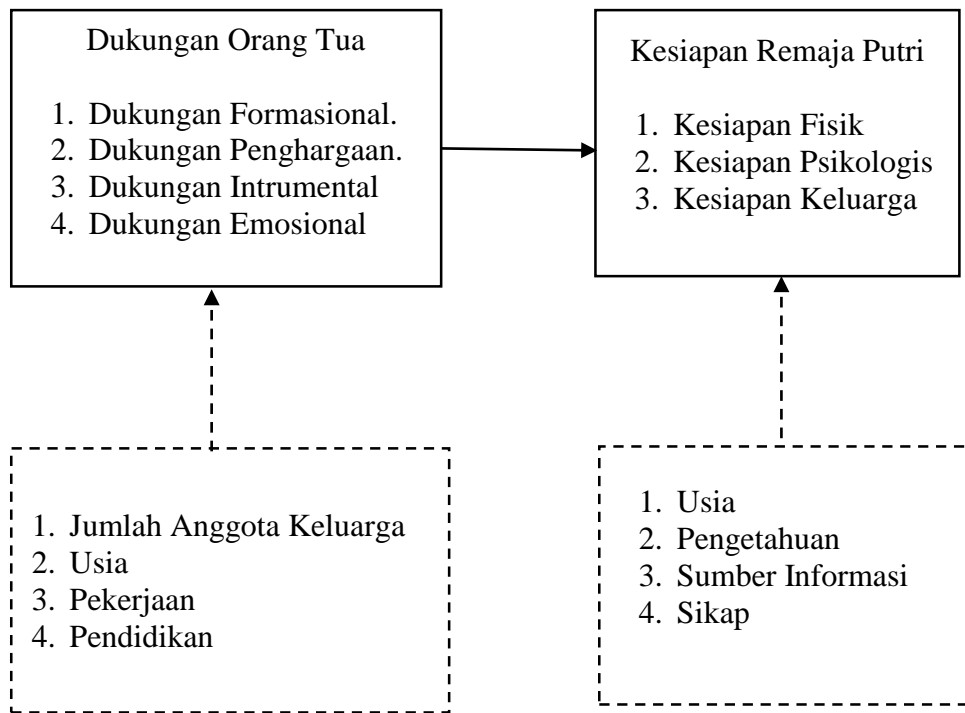 Dukungan Orang Tua
1. Dukungan Formasional.
2. Dukungan Penghargaan.
3. Dukungan Intrumental
4. Dukungan Emosional
Kesiapan Remaja Putri
1. Kesiapan Fisik
2. Kesiapan Psikologis
3. Kesiapan Keluarga
1. Jumlah Anggota Keluarga
2. Usia
3. Pekerjaan
4. Pendidikan
1. Usia
2. Pengetahuan
3. Sumber Informasi
4. Sikap